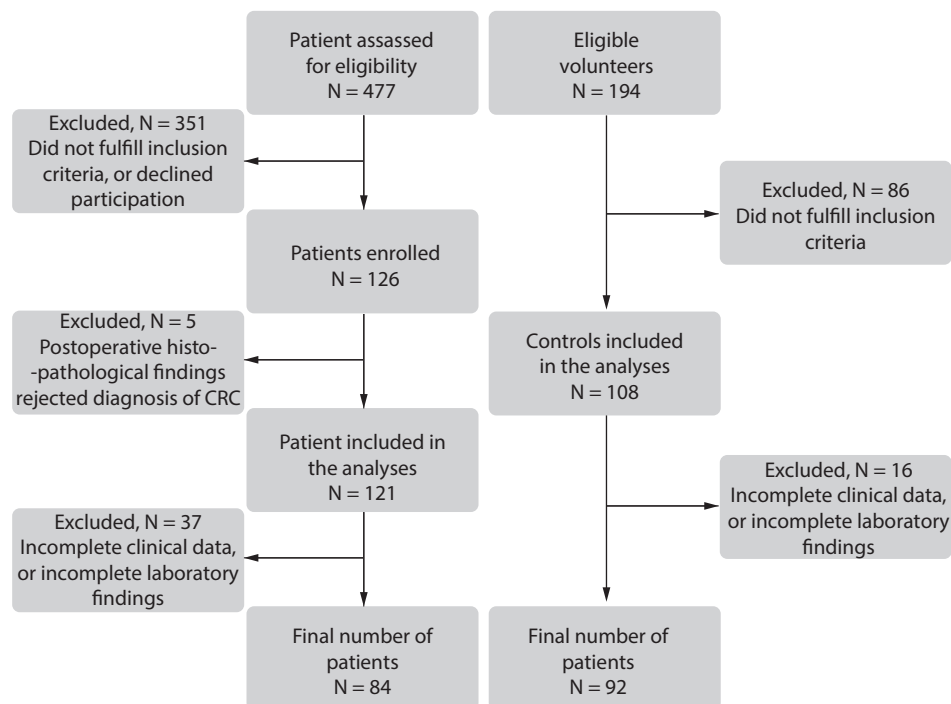 Patient assassed
for eligibility
N = 477
Excluded, N = 351
Did not fulfill inclusion
criteria, or declined
participation
Patients enrolled
N = 126
Excluded, N = 5
Postoperative histo-
-pathological findings
rejected diagnosis of CRC
Patient included in
the analyses
N = 121
Excluded, N = 37
Incomplete clinical data,
or incomplete laboratory
findings
Final number of
patients
N = 84
Eligible
volunteers
N = 194
Excluded, N = 86
Did not fulfill inclusion
criteria
Controls included
in the analyses
N = 108
Excluded, N = 16
Incomplete clinical data,
or incomplete laboratory
findings
Final number of
patients
N = 92